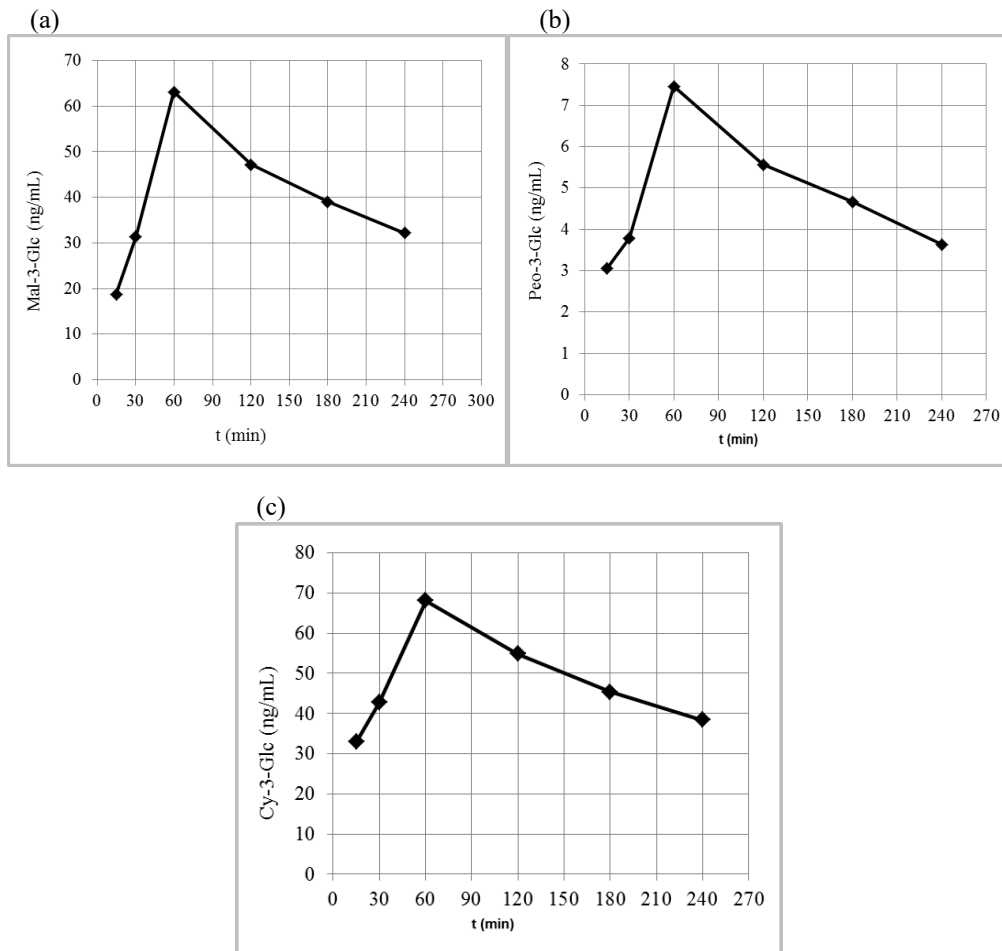 (a)
70
60
50
40
30
20
10
0
Mal-3-Glc (ng/mL)
0 30 60 90 120 150 180 210 240 270 300
t (min)
(b)
8
7
6
5
4
3
2
1
0
Peo-3-Glc (ng/mL)
0 30 60 90 120 150 180 210 240 270
t (min)
(c)
80
70
60
50
40
30
20
10
0
Cy-3-Glc (ng/mL)
0 30 60 90 120 150 180 210 240 270
t (min)